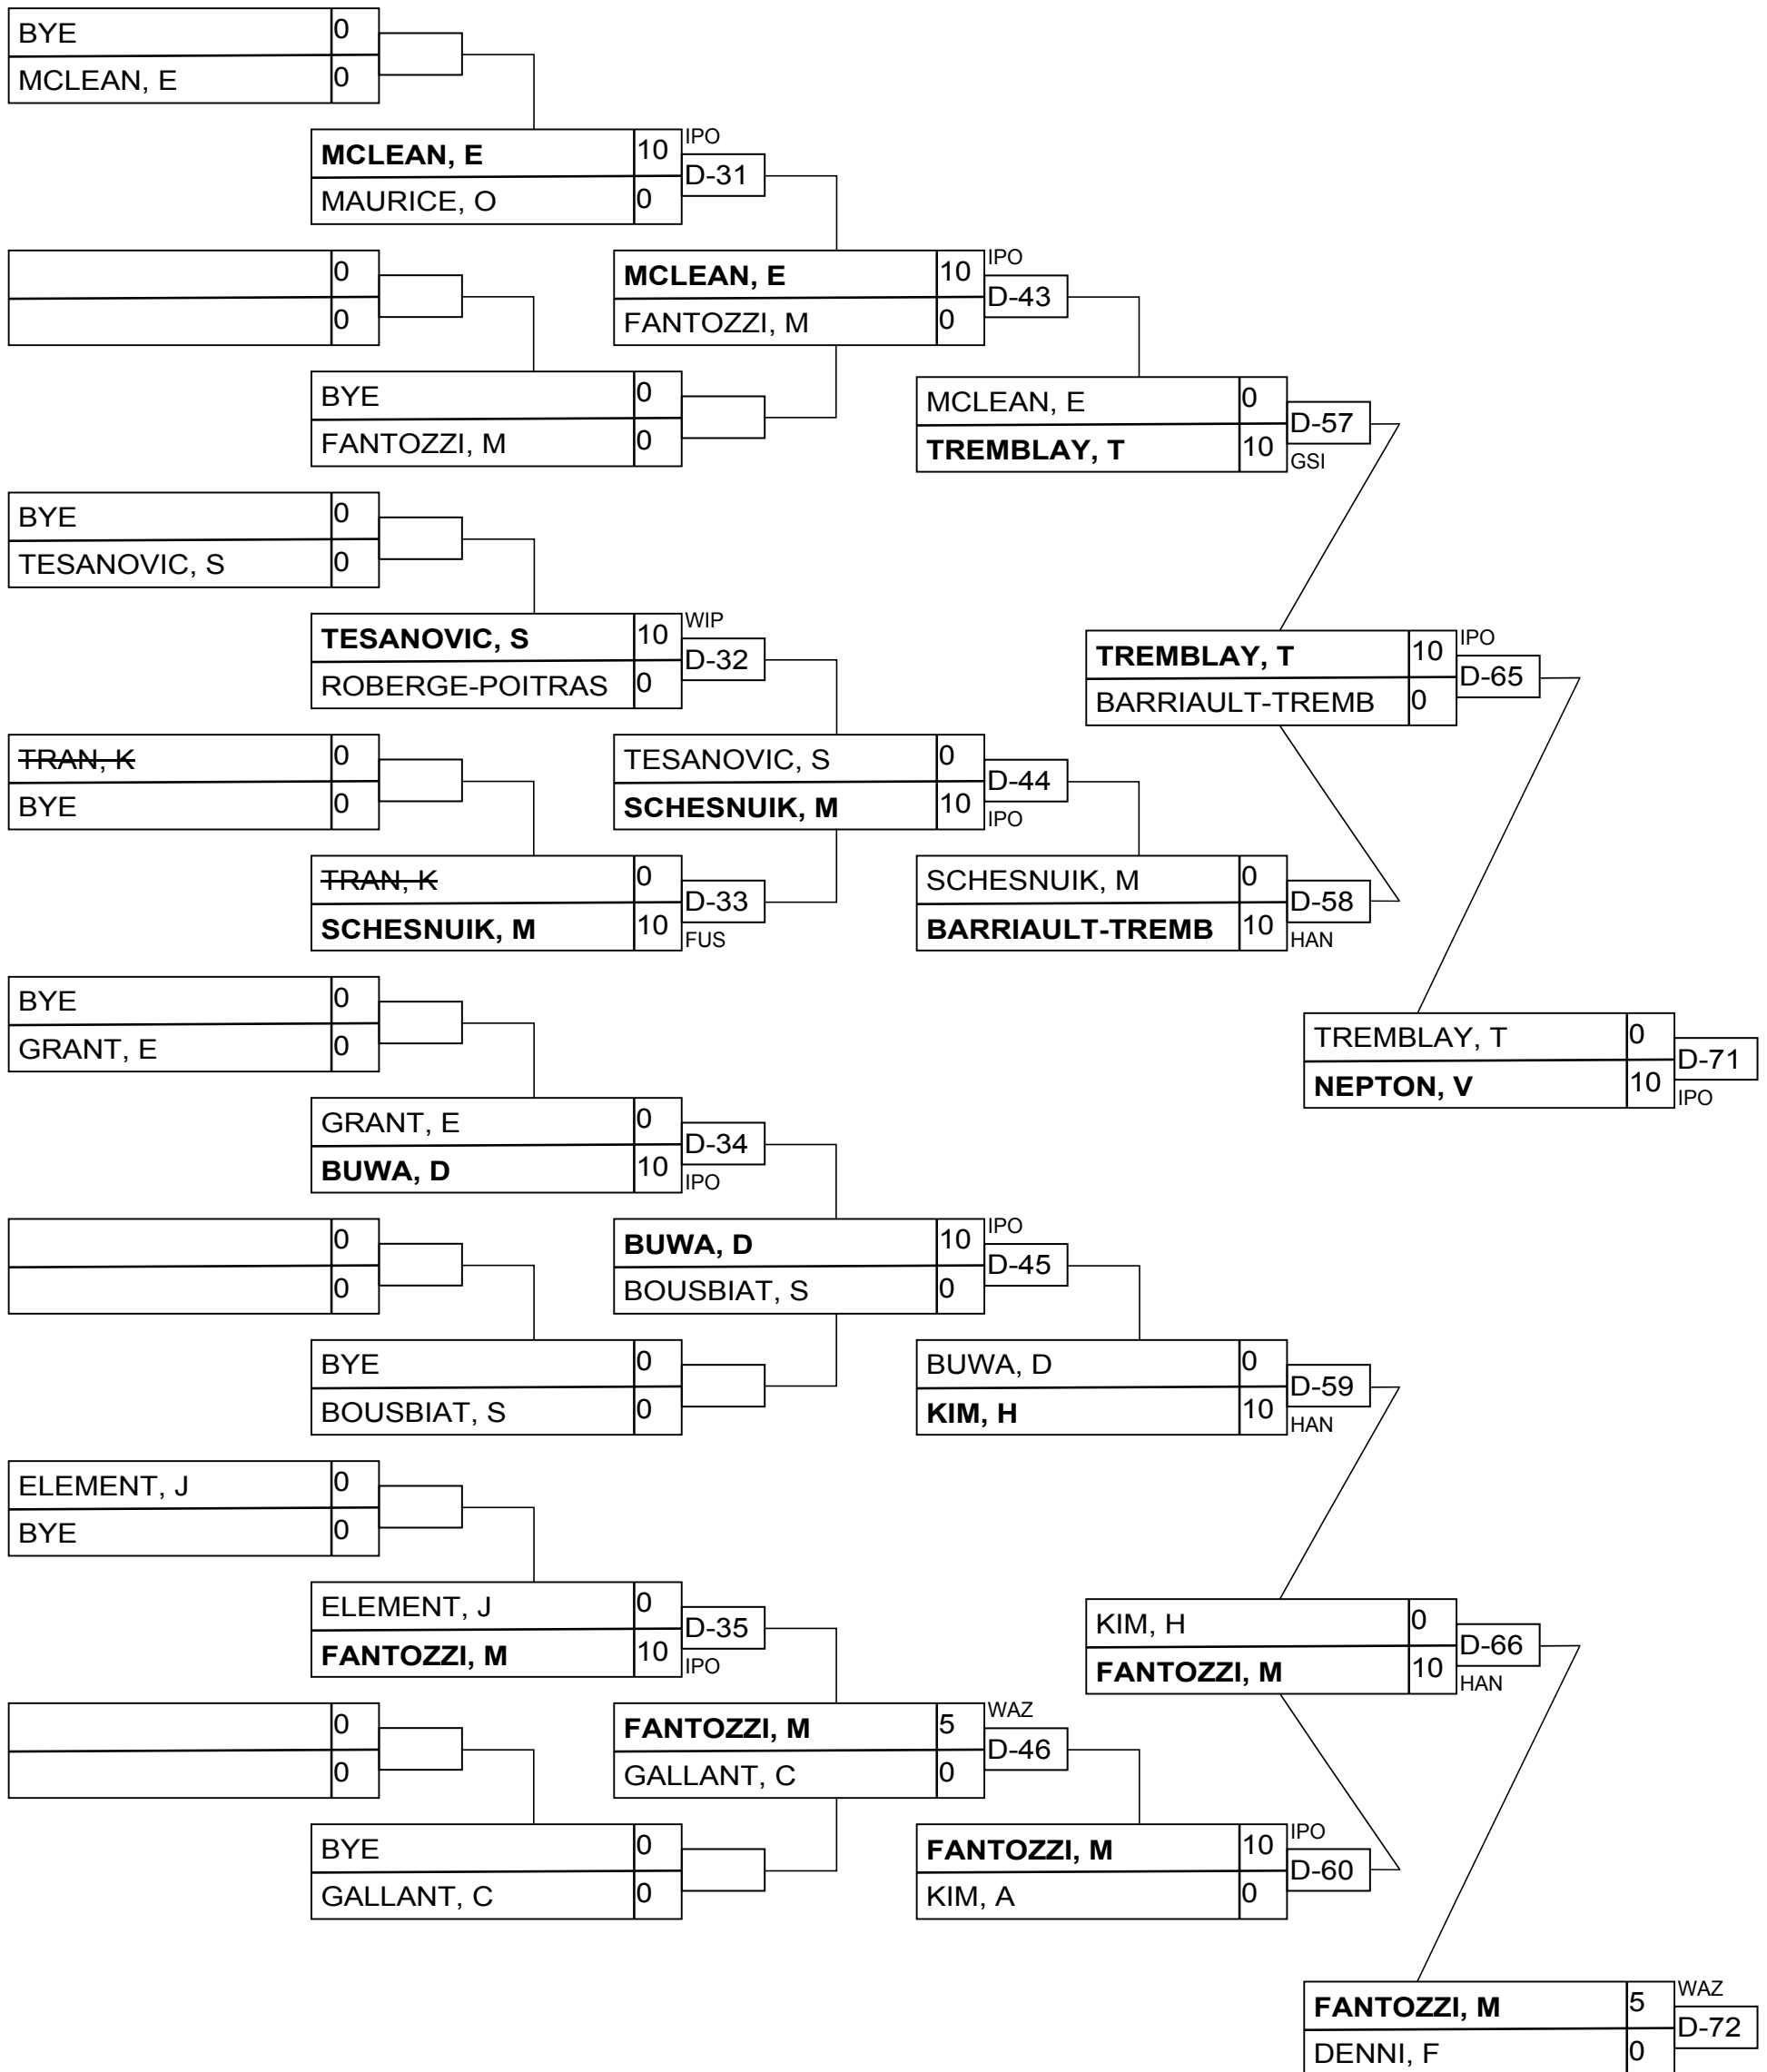 BYE 0
MCLEAN, E 0
MCLEAN, E 10 IPO
D-31
MAURICE, O 0
0
0
MCLEAN, E 10 IPO
D-43
FANTOZZI, M 0
BYE 0
FANTOZZI, M 0
MCLEAN, E 0
D-57
TREMBLAY, T 10 GSI
BYE 0
TESANOVIC, S 0
TESANOVIC, S 10 WIP
D-32
ROBERGE-POITRAS 0
TREMBLAY, T 10 IPO
D-65
BARRIAULT-TREMB 0
TRAN, K 0
BYE 0
TESANOVIC, S 0
D-44
SCHESNUIK, M 10 IPO
TRAN, K 0
D-33
SCHESNUIK, M 10 FUS
SCHESNUIK, M 0
D-58
BARRIAULT-TREMB 10 HAN
BYE 0
GRANT, E 0
TREMBLAY, T 0
D-71
NEPTON, V 10 IPO
GRANT, E 0
D-34
BUWA, D 10 IPO
0
0
BUWA, D 10 IPO
D-45
BOUSBIAT, S 0
BYE 0
BOUSBIAT, S 0
BUWA, D 0
D-59
KIM, H 10 HAN
ELEMENT, J 0
BYE 0
ELEMENT, J 0
D-35
FANTOZZI, M 10 IPO
KIM, H 0
D-66
FANTOZZI, M 10 HAN
0
0
FANTOZZI, M 5 WAZ
D-46
GALLANT, C 0
BYE 0
GALLANT, C 0
FANTOZZI, M 10 IPO
D-60
KIM, A 0
FANTOZZI, M 5 WAZ
D-72
DENNI, F 0